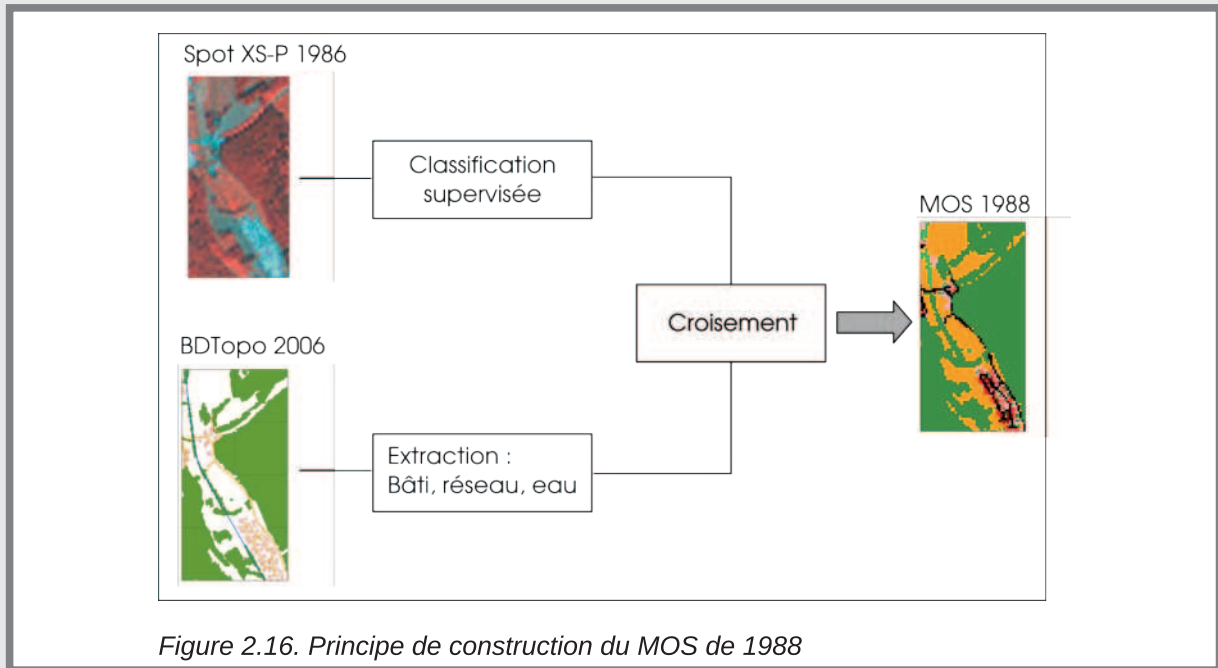 Spot XS-P 1986
Classification
supervisée
MOS 1988
Croisement
BDTopo 2006
Extraction :
Bâti, réseau, eau
Figure 2.16. Principe de construction du MOS de 1988